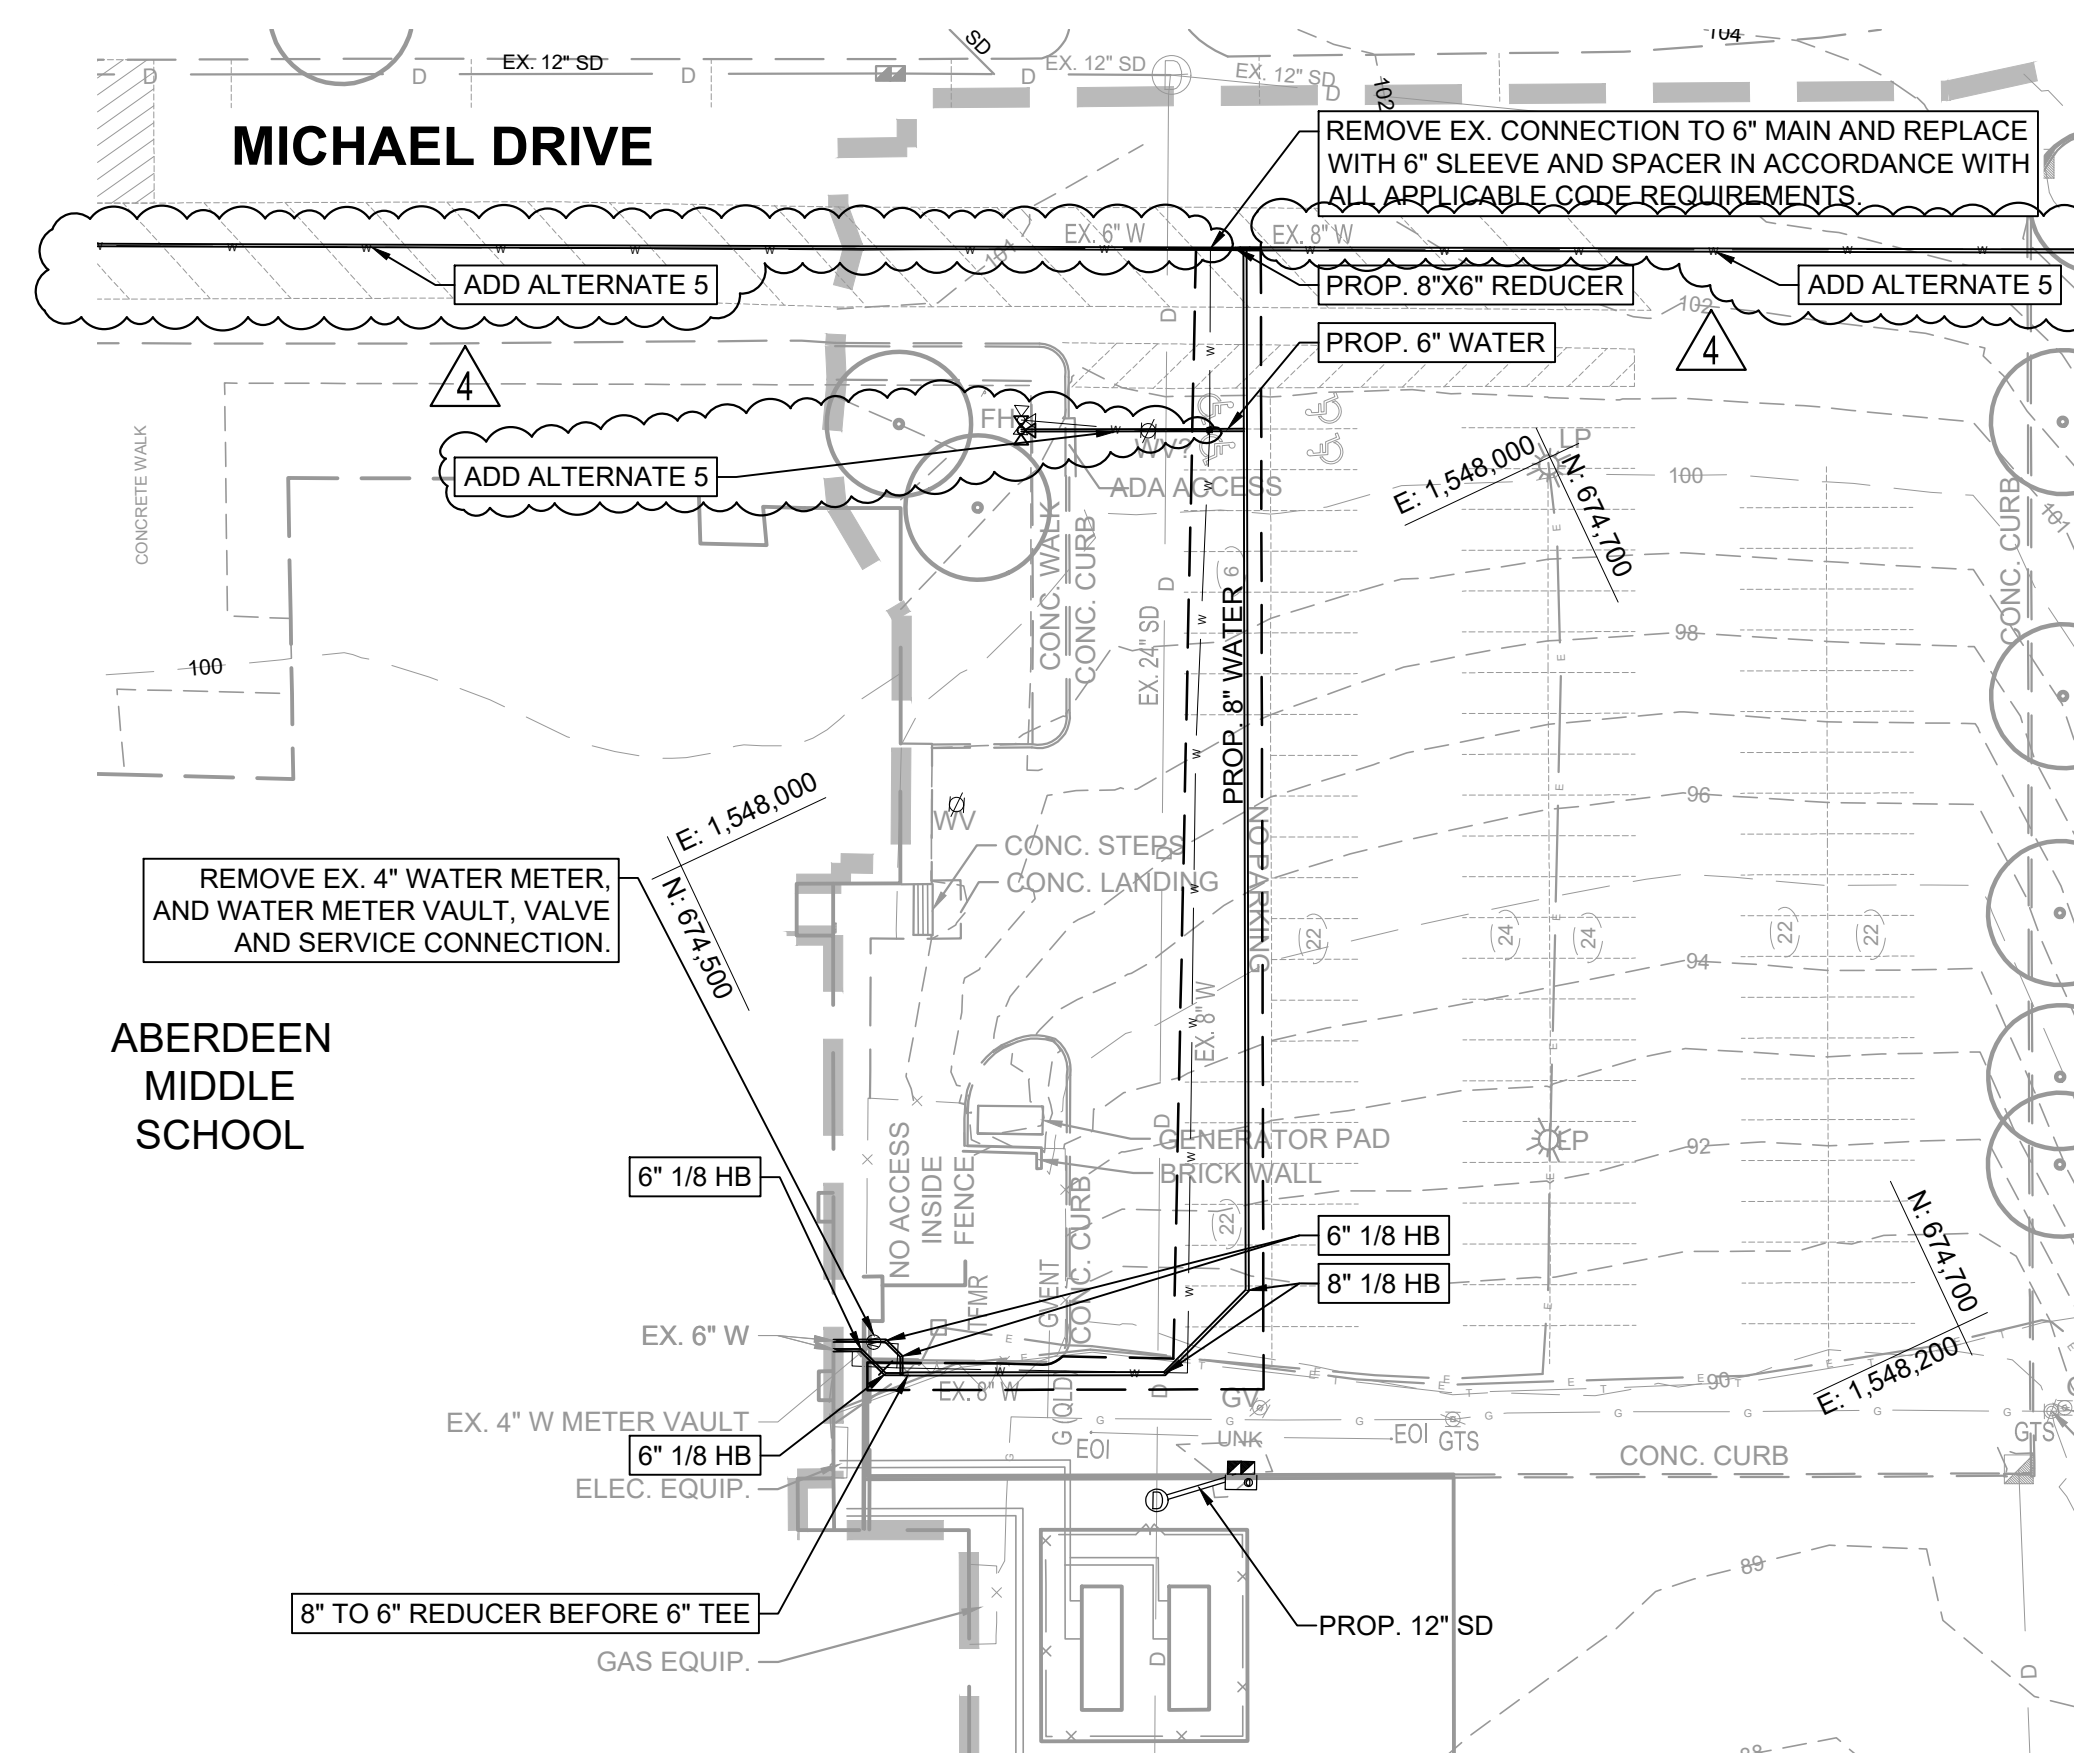 104
SD
EX. 12" SD
EX. 12" SD
EX. 12" SD
D
D
D
D
D
D
102
MICHAEL DRIVE
REMOVE EX. CONNECTION TO 6" MAIN AND REPLACE
WITH 6" SLEEVE AND SPACER IN ACCORDANCE WITH
ALL APPLICABLE CODE REQUIREMENTS.
EX. 6" W
EX. 8" W
101
ADD ALTERNATE 5
PROP. 8"X6" REDUCER
ADD ALTERNATE 5
102
D
PROP. 6" WATER
4
4
FH
WV?
LP
ADD ALTERNATE 5
ADA ACCESS
E: 1,548,000
N: 674,700
100
CONCRETE WALK
CONC. WALK
CONC. CURB
CONC. CURB
101
D
6
EX. 24" SD
PROP. 8" WATER
98
100
96
E: 1,548,000
N: 674,500
WV
CONC. STEPS
CONC. LANDING
D
NO PARKING
REMOVE EX. 4" WATER METER,
AND WATER METER VAULT, VALVE
AND SERVICE CONNECTION.
22
24
24
22
22
94
EX. 8" W
ABERDEEN
MIDDLE
SCHOOL
D
GENERATOR PAD
BRICK WALL
LP
92
NO ACCESS
INSIDE
FENCE
CONC. CURB
6" 1/8 HB
22
6" 1/8 HB
8" 1/8 HB
N: 674,700
E: 1,548,200
TFMR
GVENT
EX. 6" W
EX. 8" W
90
EX. 4" W METER VAULT
G (QLD)
D
GV
UNK
EOI
EOI
GTS
GTS
6" 1/8 HB
CONC. CURB
ELEC. EQUIP.
D
89
8" TO 6" REDUCER BEFORE 6" TEE
PROP. 12" SD
GAS EQUIP.
D
D
88